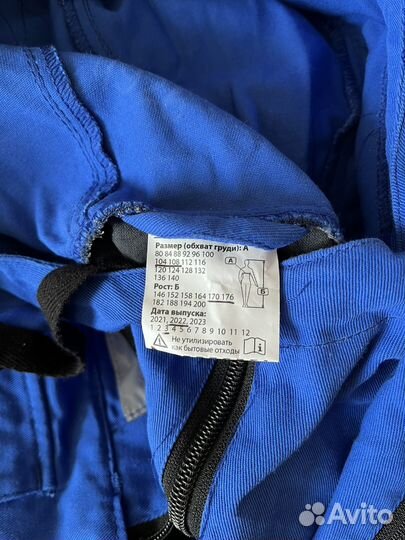 Размер (обхват груди): А
80 84 88 92 96 100
104 108 112 116
120 124 128 132
136 140
А
Рост: Б
146 152 158 164 170 176
182 188 194 200
Б
Дата выпуска:
2021, 2022, 2023
1 2 3 4 5 6 7 8 9 10 11 12
Не утилизировать
как бытовые отходы
Avito